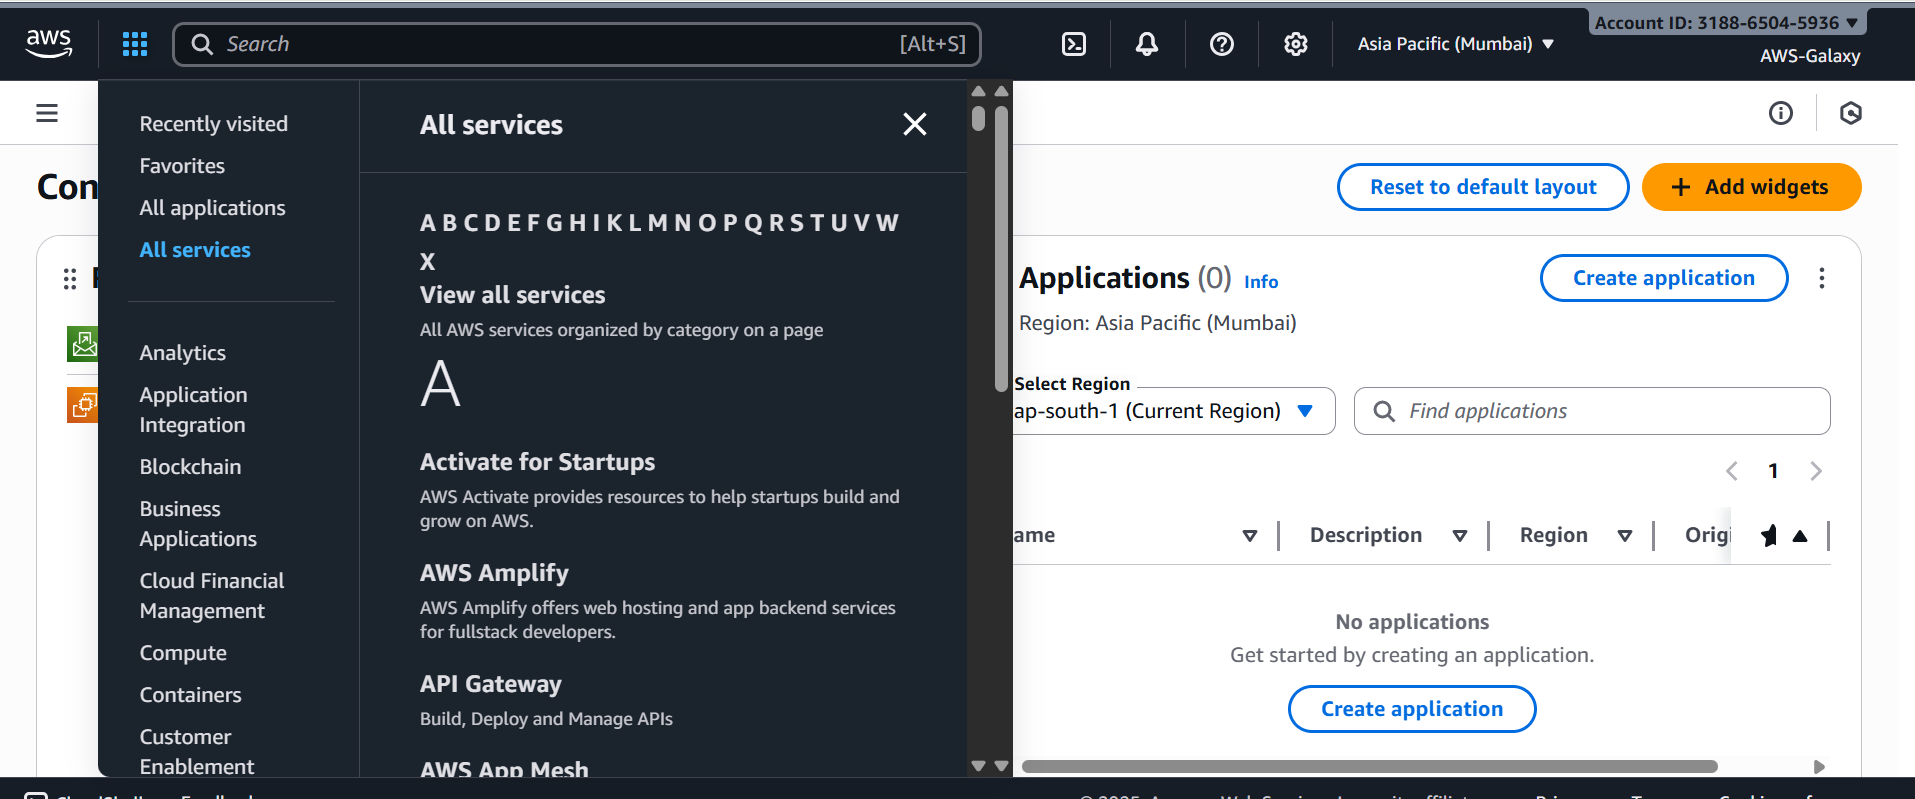 aws
Search
[Alt+S]
Asia Pacific (Mumbai)
Account ID: 3188-6504-5936
AWS-Galaxy
Recently visited
Favorites
All applications
All services
Analytics
Application
Integration
Blockchain
Business
Applications
Cloud Financial
Management
Compute
Containers
Customer
Enablement
All services
A B C D E F G H I K L M N O P Q R S T U V W
X
View all services
All AWS services organized by category on a page
A
Activate for Startups
AWS Activate provides resources to help startups build and
grow on AWS.
AWS Amplify
AWS Amplify offers web hosting and app backend services
for fullstack developers.
API Gateway
Build, Deploy and Manage APIs
AWS App Mesh
Con
Reset to default layout
+ Add widgets
Applications (0) Info
Create application
Region: Asia Pacific (Mumbai)
Select Region
ap-south-1 (Current Region)
Find applications
1
ame
Description
Region
Origi
No applications
Get started by creating an application.
Create application